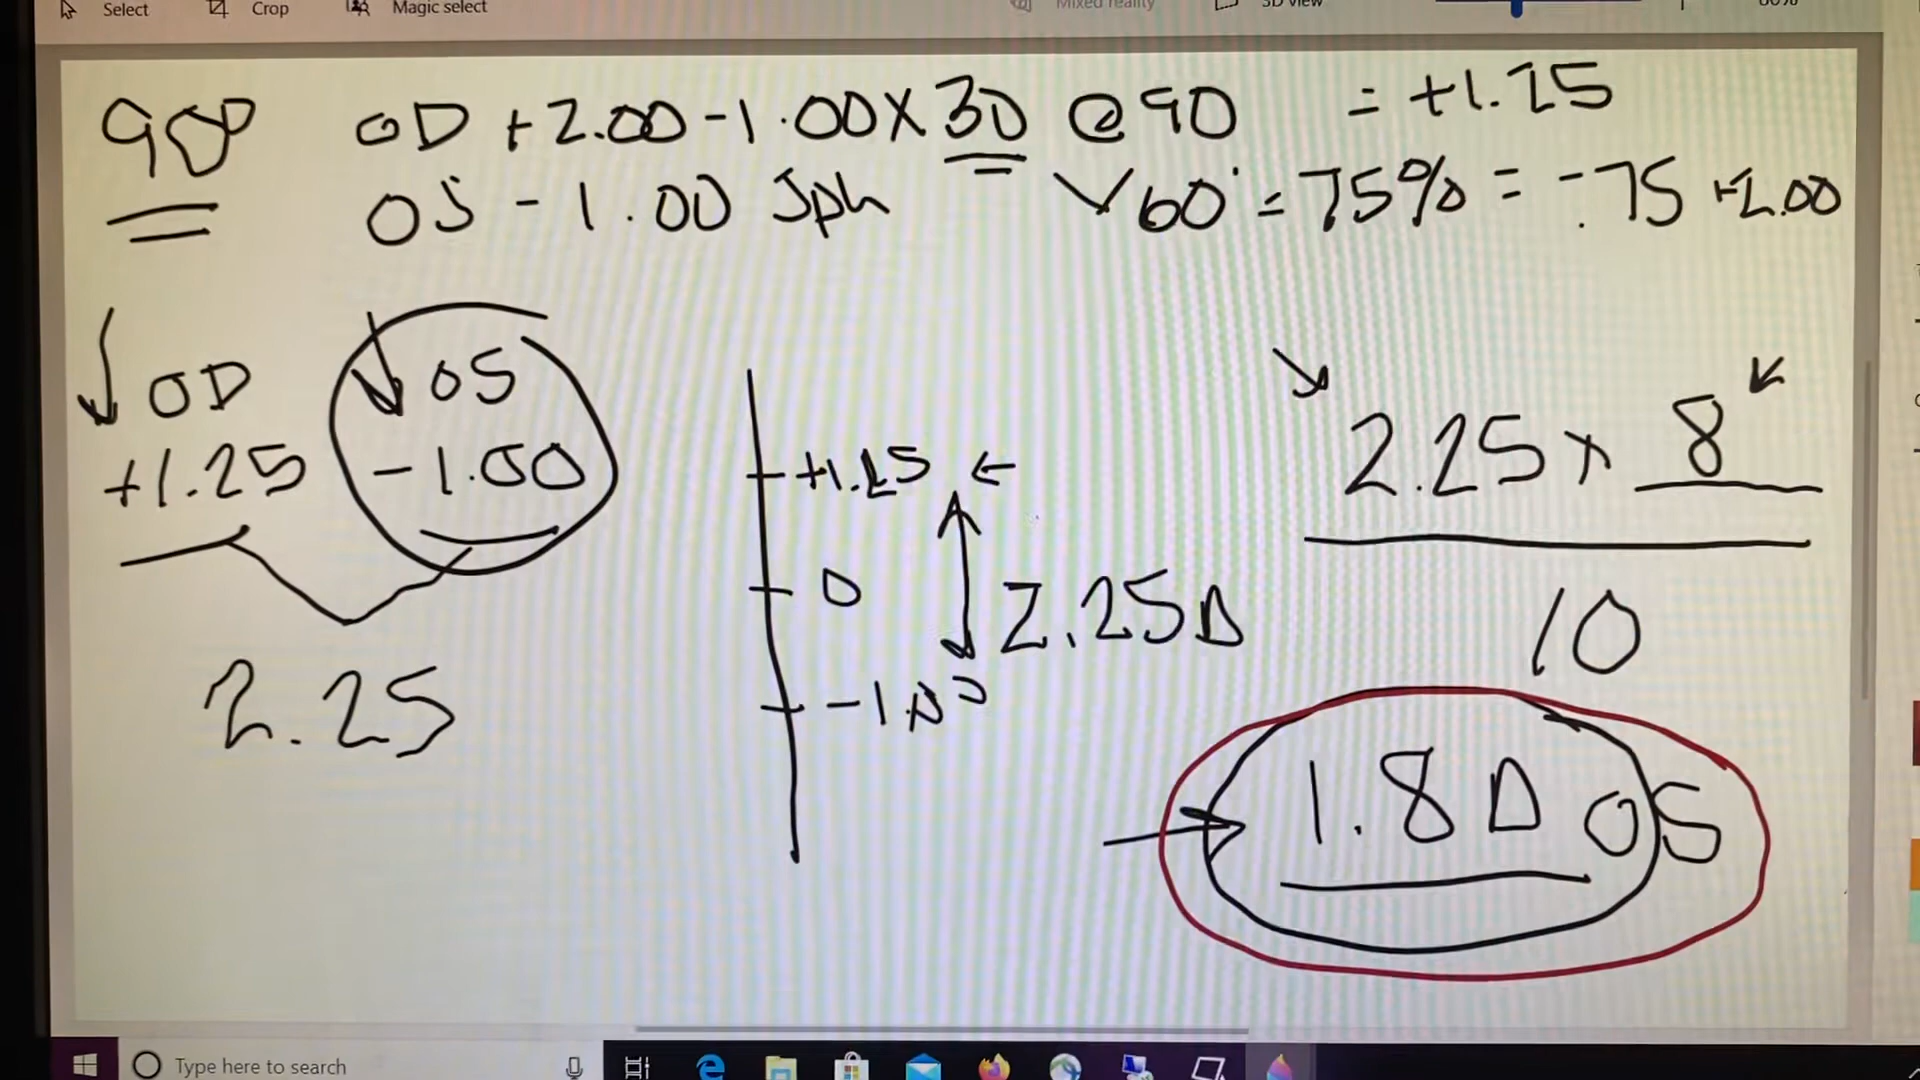 Select Crop Magic select Mixed reality 3D view
90 OD +2.00 -1.00 X 30 @ 90 = +1.25
OS -1.00 Sph 60° = 75% = -.75 +2.00
OD OS
+1.25 -1.00
2.25
+1.25 ←
0
2.25Δ
-1.00
2.25 x 8
10
1.8Δ OS
Type here to search